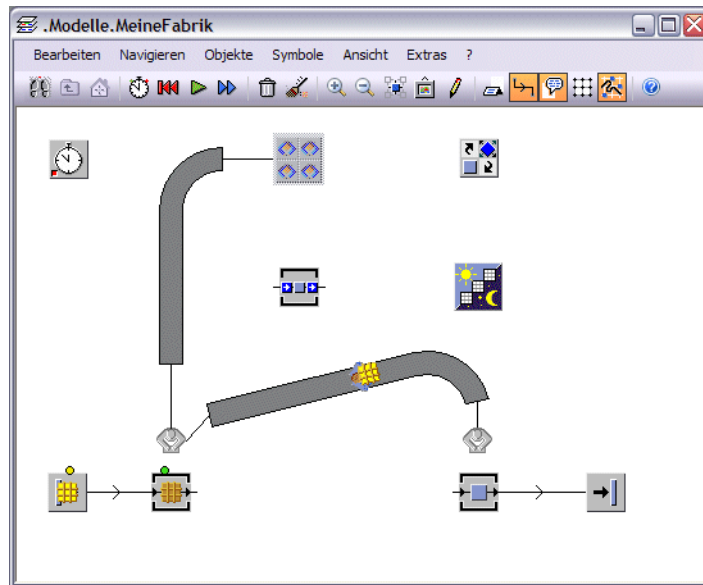 .Modelle.MeineFabrik
Bearbeiten Navigieren Objekte Symbole Ansicht Extras ?